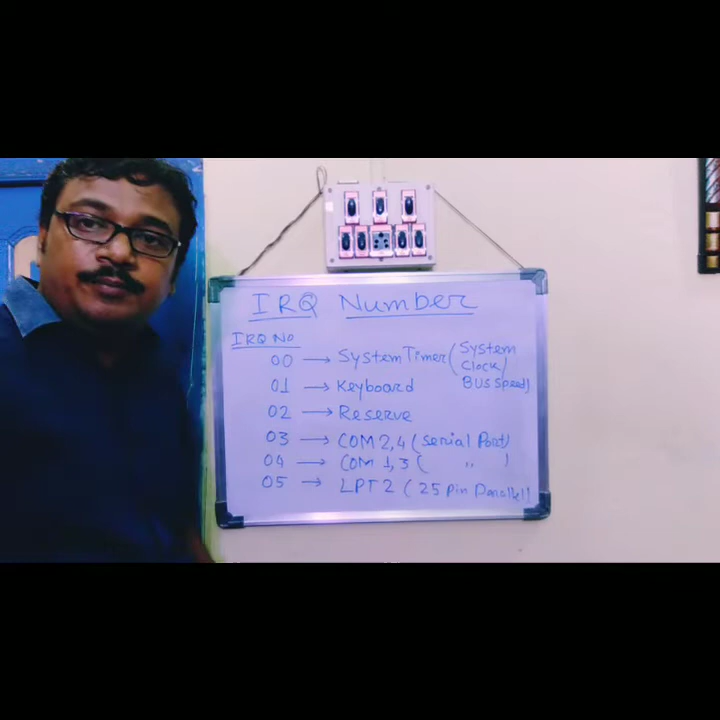 IRQ Number
IRQ NO
00 → System Timer (System
Clock/
01 → Keyboard BUS Speed)
02 → Reserve
03 → COM 2,4 (Serial Port)
04 → COM 1,3 ( " )
05 → LPT 2 (25 Pin Parallel)